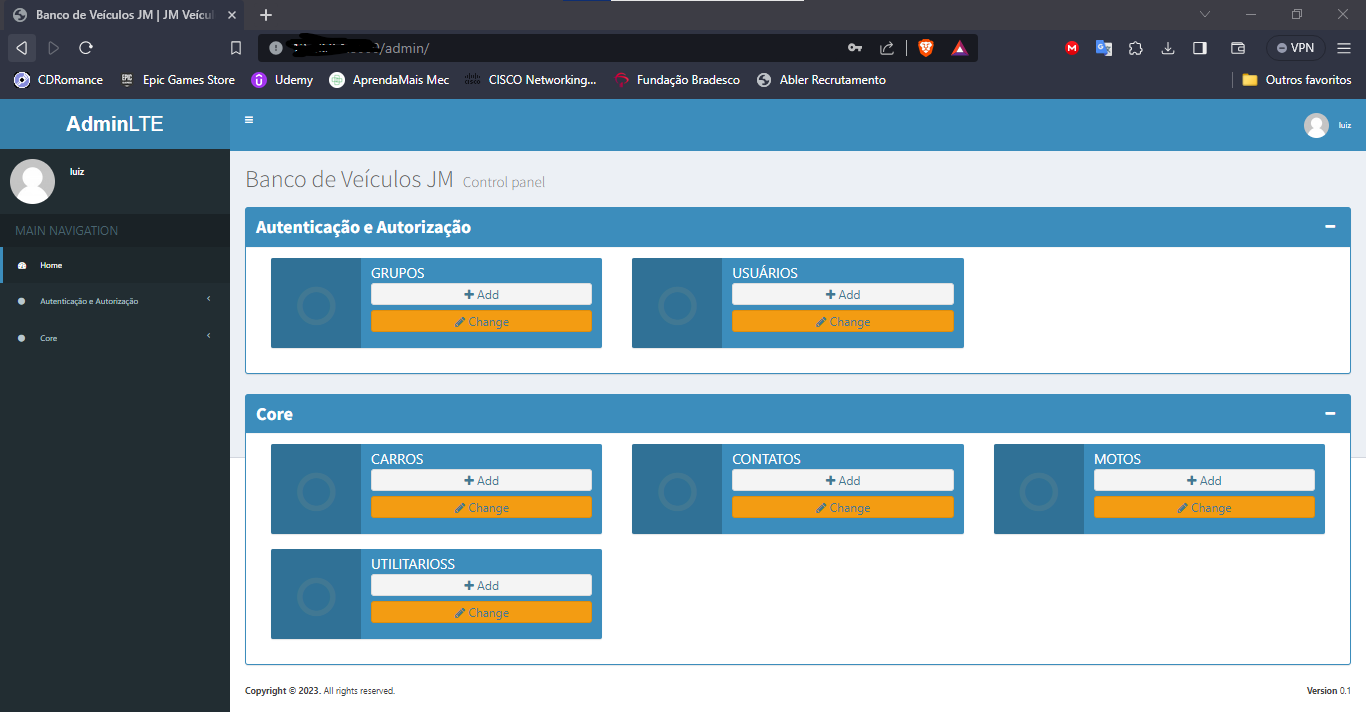 Banco de Veículos JM | JM Veícul
/admin/
VPN
CDRomance
Epic Games Store
Udemy
AprendaMais Mec
CISCO Networking...
Fundação Bradesco
Abler Recrutamento
Outros favoritos
AdminLTE
luiz
luiz
MAIN NAVIGATION
Home
Autenticação e Autorização
Core
Banco de Veículos JM Control panel
Autenticação e Autorização
GRUPOS
Add
Change
USUÁRIOS
Add
Change
Core
CARROS
Add
Change
CONTATOS
Add
Change
MOTOS
Add
Change
UTILITARIOSS
Add
Change
Copyright © 2023. All rights reserved.
Version 0.1